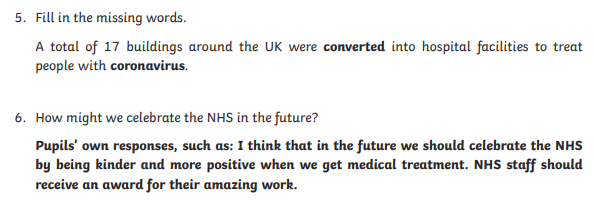 5. Fill in the missing words.
A total of 17 buildings around the UK were converted into hospital facilities to treat
people with coronavirus.
6. How might we celebrate the NHS in the future?
Pupils' own responses, such as: I think that in the future we should celebrate the NHS
by being kinder and more positive when we get medical treatment. NHS staff should
receive an award for their amazing work.